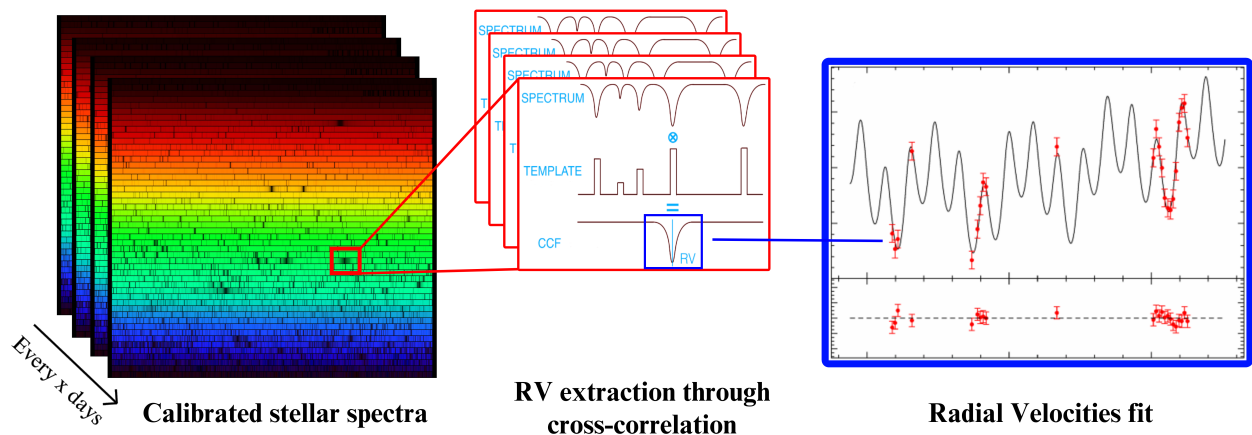 SPECTRUM
SPECTRUM
SPECTRUM
SPECTRUM
T
TI
T
TEMPLATE
CCF
RV
Every x days
Calibrated stellar spectra
RV extraction through
cross-correlation
Radial Velocities fit